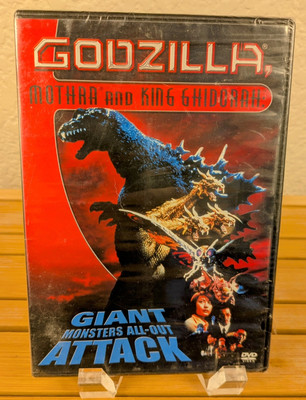 GODZILLA,
MOTHRA AND KING GHIDORAH:
GIANT
MONSTERS ALL-OUT
ATTACK
DVD